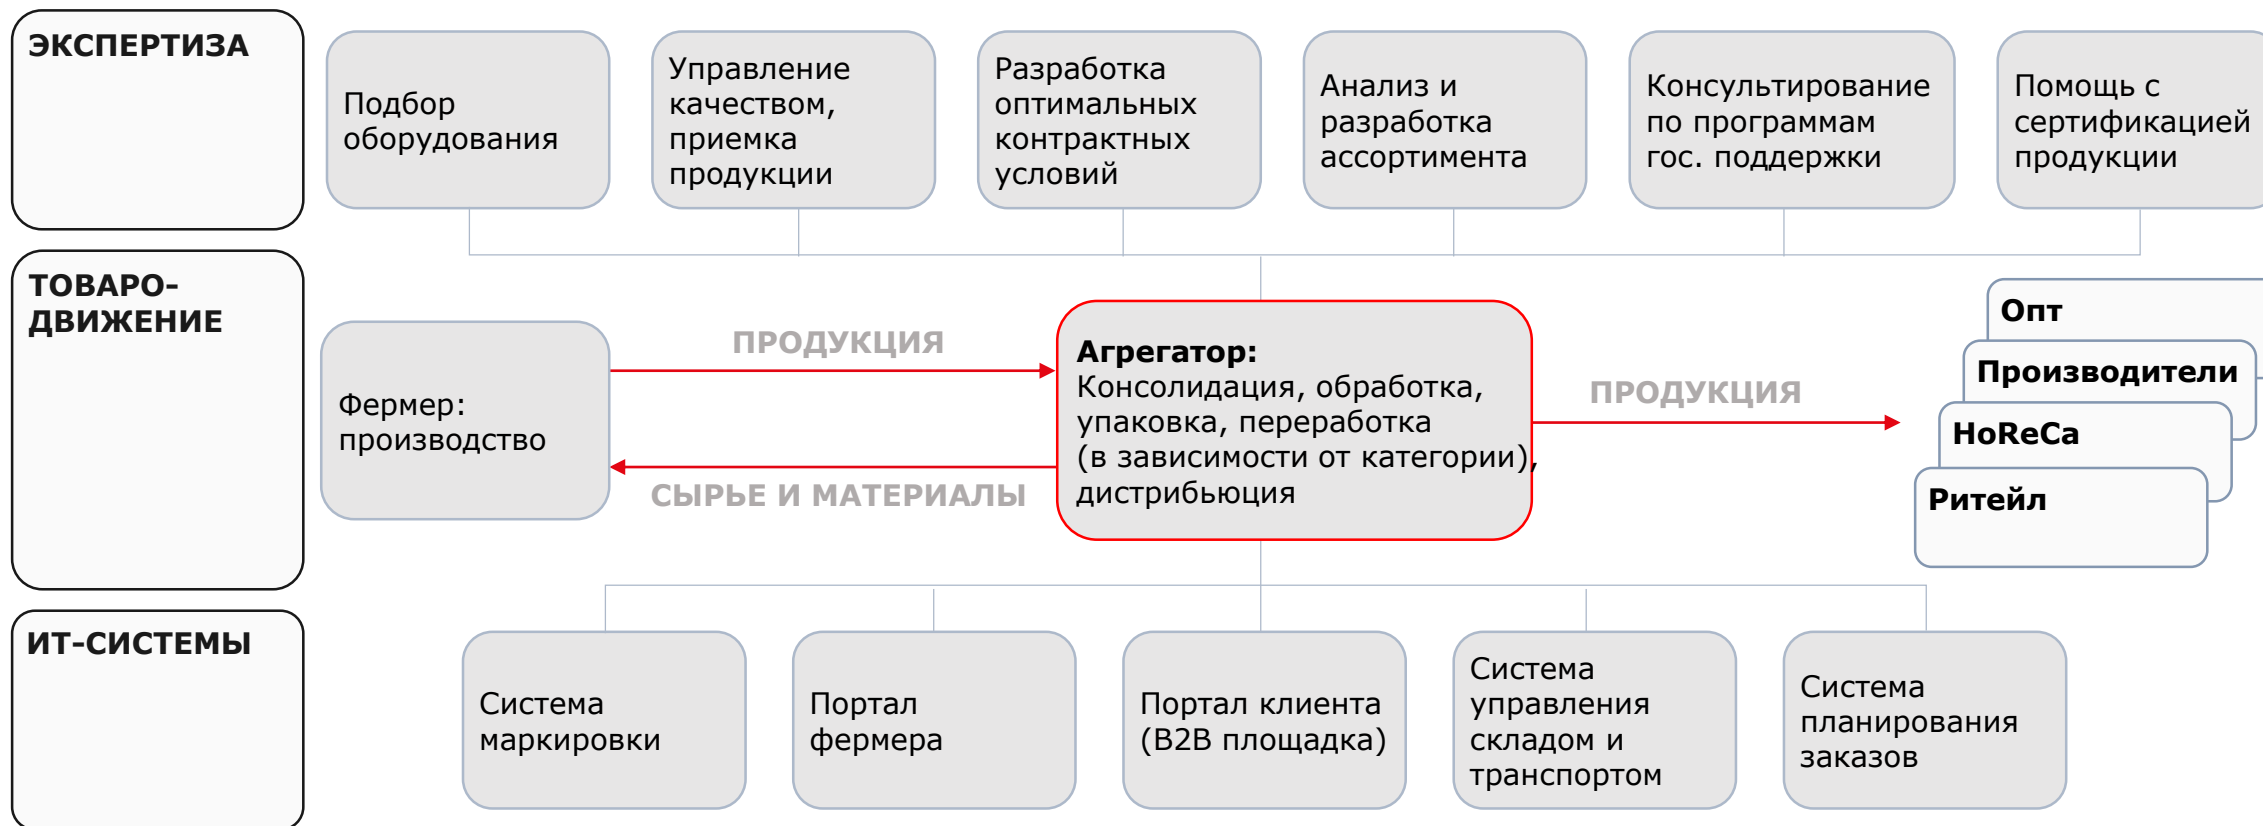 ЭКСПЕРТИЗА
Подбор
оборудования
Управление
качеством,
приемка
продукции
Разработка
оптимальных
контрактных
условий
Анализ и
разработка
ассортимента
Консультирование
по программам
гос. поддержки
Помощь с
сертификацией
продукции
ТОВАРО-
ДВИЖЕНИЕ
Фермер:
производство
ПРОДУКЦИЯ
СЫРЬЕ И МАТЕРИАЛЫ
Агрегатор:
Консолидация, обработка,
упаковка, переработка
(в зависимости от категории),
дистрибьюция
ПРОДУКЦИЯ
Опт
Производители
HoReCa
Ритейл
ИТ-СИСТЕМЫ
Система
маркировки
Портал
фермера
Портал клиента
(B2B площадка)
Система
управления
складом и
транспортом
Система
планирования
заказов